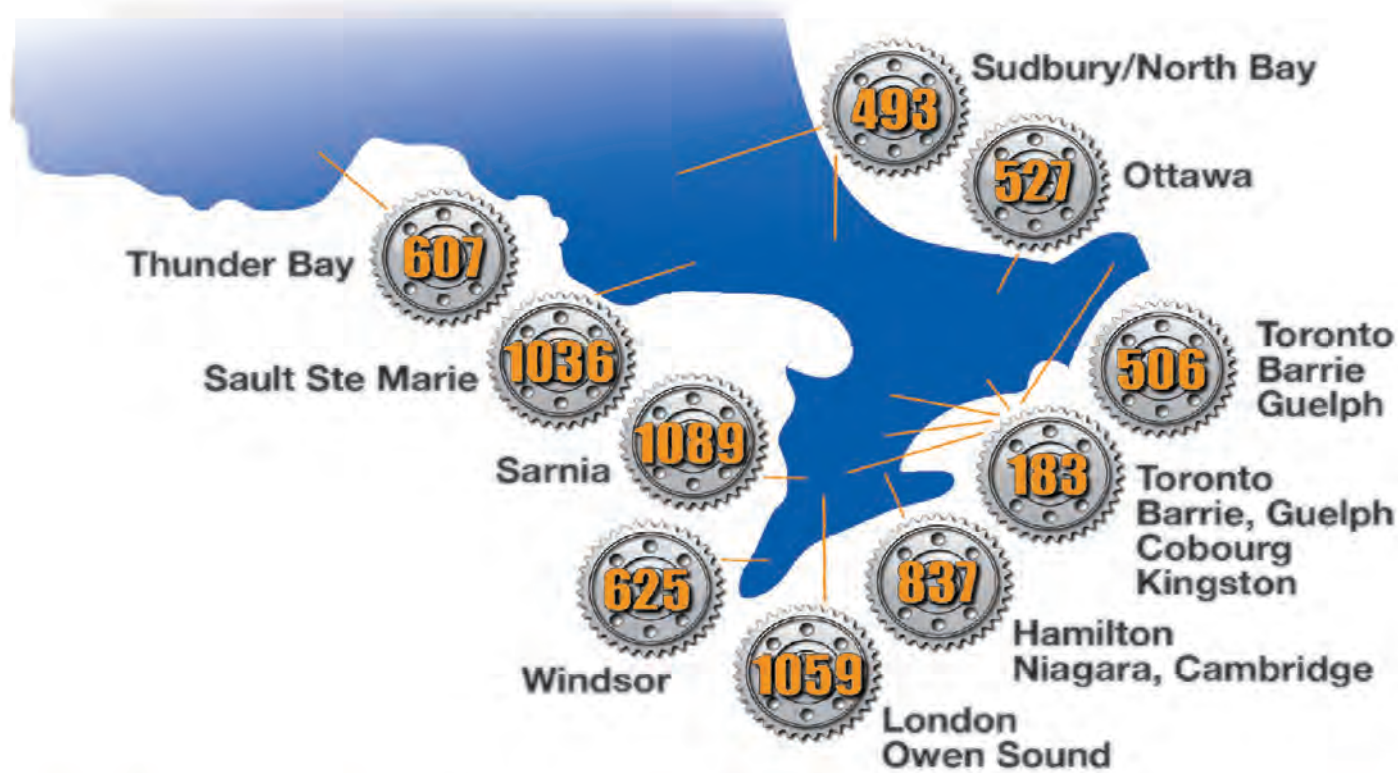 493
Sudbury/North Bay
527
Ottawa
607
Thunder Bay
1036
Sault Ste Marie
506
Toronto
Barrie
Guelph
1089
Sarnia
183
Toronto
Barrie, Guelph
Cobourg
Kingston
625
Windsor
837
Hamilton
Niagara, Cambridge
1059
London
Owen Sound